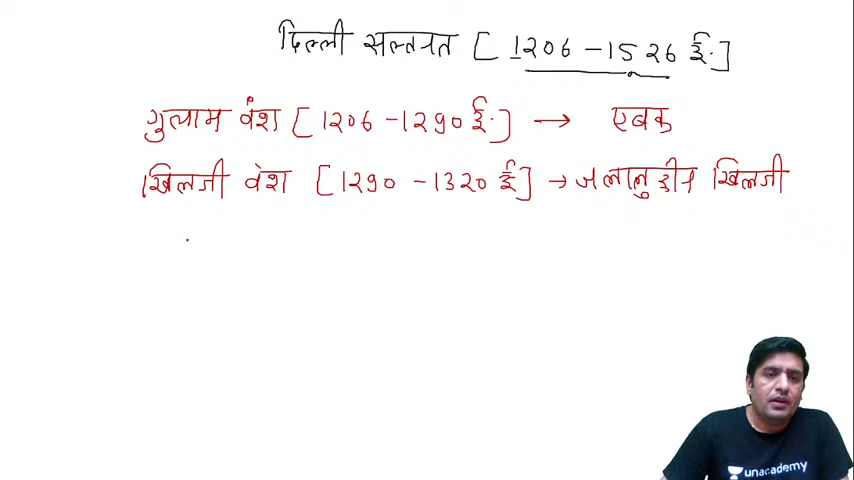 दिल्ली सल्तनत [ 1206 - 1526 ई. ]
गुलाम वंश [ 1206 - 1290 ई. ] → एबक
खिलजी वंश [ 1290 - 1320 ई ] → जलालुद्दीन खिलजी
unacademy